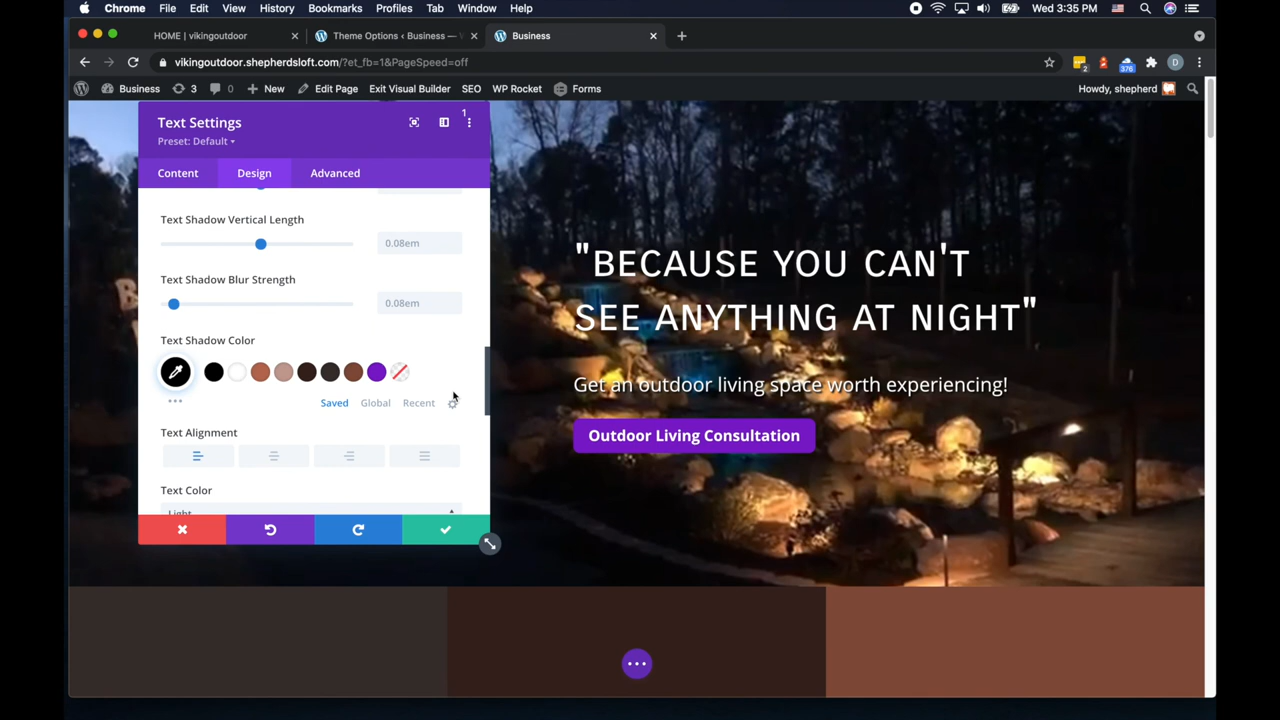 Chrome File Edit View History Bookmarks Profiles Tab Window Help Wed 3:35 PM
HOME | vikingoutdoor Theme Options ‹ Business — Business
vikingoutdoor.shepherdsloft.com/?et_fb=1&PageSpeed=off 2 376 D
Business 3 0 New Edit Page Exit Visual Builder SEO WP Rocket Forms Howdy, shepherd
Text Settings 1
Preset: Default
Content Design Advanced
Text Shadow Vertical Length
0.08em
Text Shadow Blur Strength
0.08em
Text Shadow Color
Saved Global Recent
Text Alignment
Text Color
Light
"BECAUSE YOU CAN'T
SEE ANYTHING AT NIGHT"
Get an outdoor living space worth experiencing!
Outdoor Living Consultation